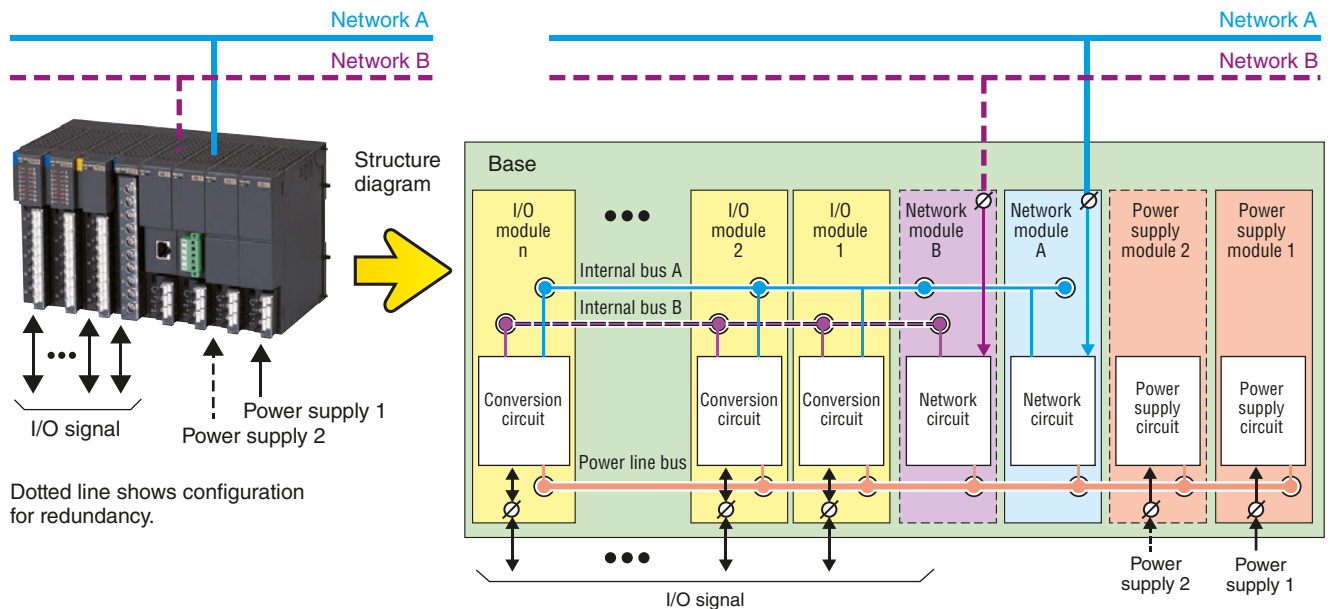 Network A
Network B
Structure
diagram
I/O signal
Power supply 1
Power supply 2
Dotted line shows configuration
for redundancy.
Network A
Network B
Base
I/O
module
n
I/O
module
2
I/O
module
1
Network
module
B
Network
module
A
Power
supply
module 2
Power
supply
module 1
Internal bus A
Internal bus B
Conversion
circuit
Conversion
circuit
Conversion
circuit
Network
circuit
Network
circuit
Power
supply
circuit
Power
supply
circuit
Power line bus
I/O signal
Power
supply 2
Power
supply 1